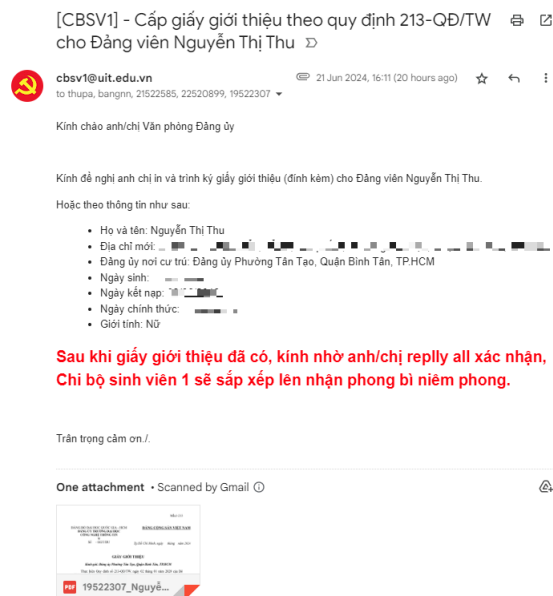 [CBSV1] - Cấp giấy giới thiệu theo quy định 213-QĐ/TW
cho Đảng viên Nguyễn Thị Thu
cbsv1@uit.edu.vn
21 Jun 2024, 16:11 (20 hours ago)
to thupa, bangnn, 21522585, 22520899, 19522307
Kính chào anh/chị Văn phòng Đảng ủy
Kính đề nghị anh chị in và trình ký giấy giới thiệu (đính kèm) cho Đảng viên Nguyễn Thị Thu.
Hoặc theo thông tin như sau:
• Họ và tên: Nguyễn Thị Thu
• Địa chỉ mới:
• Đảng ủy nơi cư trú: Đảng ủy Phường Tân Tạo, Quận Bình Tân, TP.HCM
• Ngày sinh:
• Ngày kết nạp:
• Ngày chính thức:
• Giới tính: Nữ
Sau khi giấy giới thiệu đã có, kính nhờ anh/chị replly all xác nhận,
Chi bộ sinh viên 1 sẽ sắp xếp lên nhận phong bì niêm phong.
Trân trọng cảm ơn./.
One attachment • Scanned by Gmail
ĐẢNG CỘNG SẢN VIỆT NAM
GIẤY GIỚI THIỆU
PDF 19522307_Nguyễ...